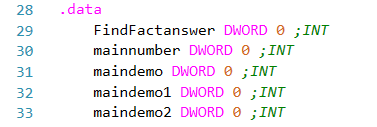 28 .data
29 FindFactanswer DWORD 0 ;INT
30 mainnumber DWORD 0 ;INT
31 maindemo DWORD 0 ;INT
32 maindemo1 DWORD 0 ;INT
33 maindemo2 DWORD 0 ;INT